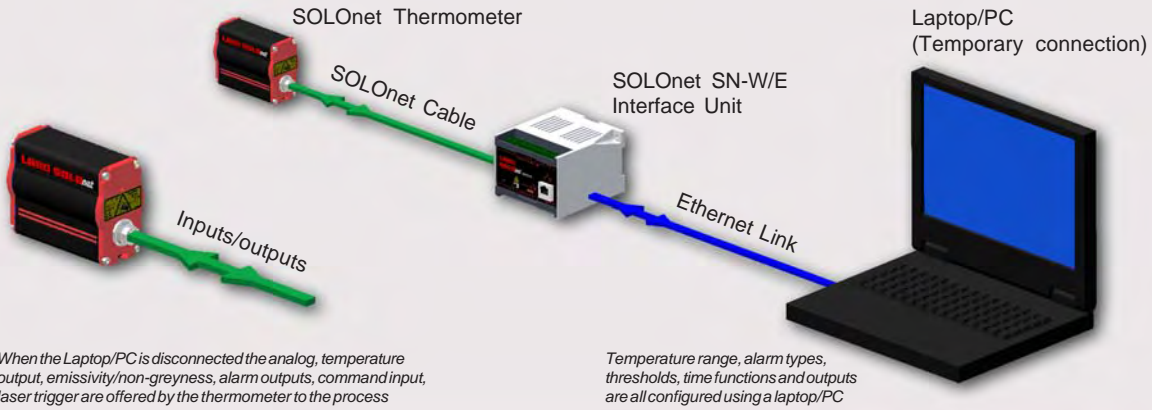 SOLOnet Thermometer
Laptop/PC
(Temporary connection)
SOLOnet Cable
SOLOnet SN-W/E
Interface Unit
LAND SOLOnet
Inputs/outputs
Ethernet Link
When the Laptop/PC is disconnected the analog, temperature
output, emissivity/non-greyness, alarm outputs, command input,
laser trigger are offered by the thermometer to the process
Temperature range, alarm types,
thresholds, time functions and outputs
are all configured using a laptop/PC